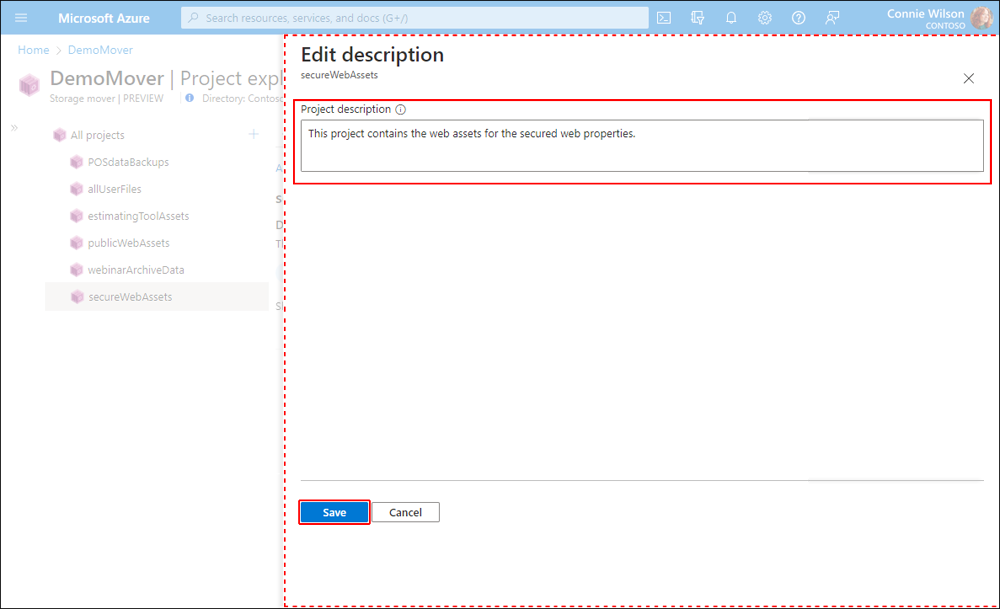 Microsoft Azure
Search resources, services, and docs (G+/)
Connie Wilson
CONTOSO
Home > DemoMover
DemoMover | Project expl
Storage mover | PREVIEW
Directory: Contoso
All projects
POSdataBackups
allUserFiles
estimatingToolAssets
publicWebAssets
webinarArchiveData
secureWebAssets
Edit description
secureWebAssets
Project description
This project contains the web assets for the secured web properties.
Save
Cancel